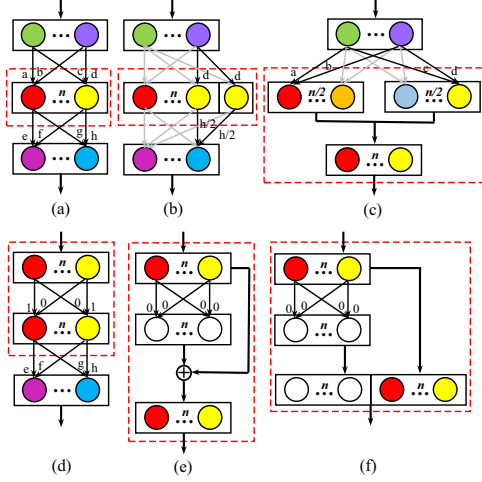 a b c d
n
e f g h
(a)
d d
n
h/2
h/2
(b)
a b c d
n/2 n/2
n
(c)
n
1 0 0 1
n
e f g h
(d)
n
0 0 0 0
n
n
(e)
n
0 0 0 0
n
n n
(f)